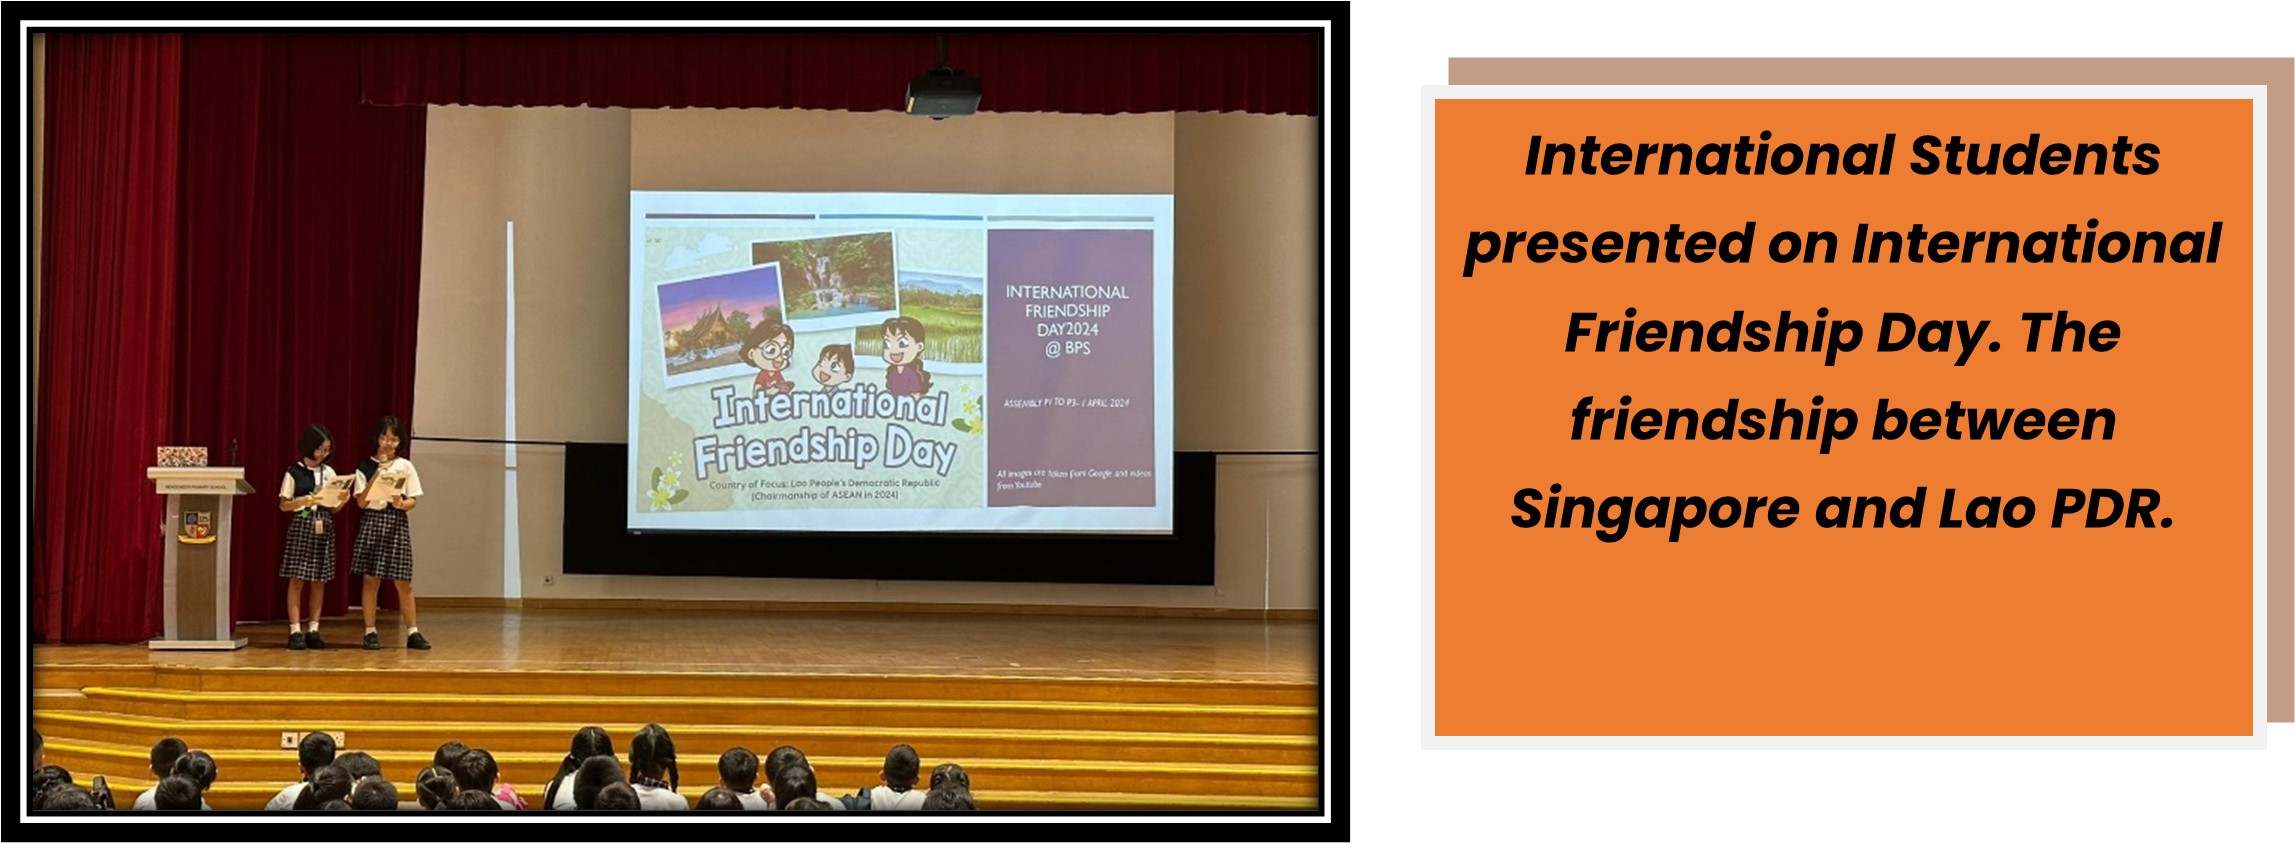 INTERNATIONAL
FRIENDSHIP
DAY2024
@ BPS
ASSEMBLY P1 TO P3- 1 APRIL 2024
All images are taken from Google and videos
from Youtube
International
Friendship Day
Country of Focus: Lao People's Democratic Republic
(Chairmanship of ASEAN in 2024)
International Students
presented on International
Friendship Day. The
friendship between
Singapore and Lao PDR.